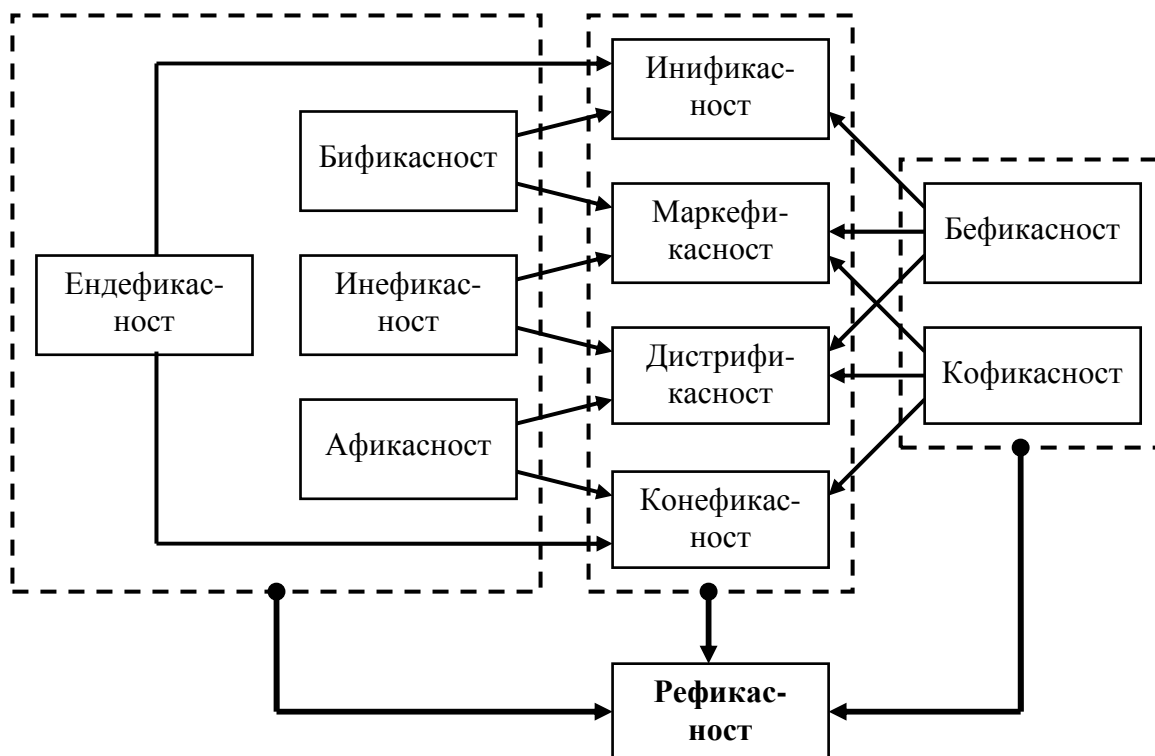 Инификас-
ност
Бификасност
Маркефи-
касност
Бефикасност
Ендефикас-
ност
Инефикас-
ност
Дистрифи-
касност
Кофикасност
Афикасност
Конефикас-
ност
Рефикас-
ност